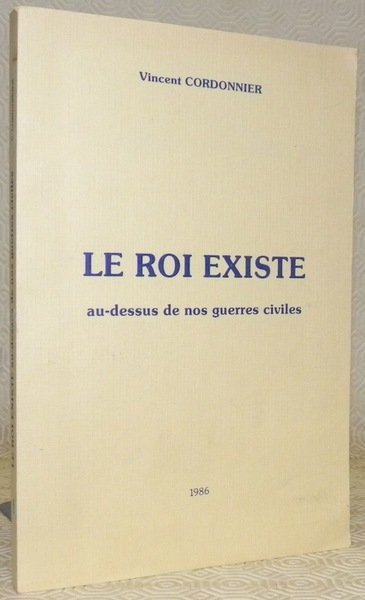 Vincent CORDONNIER
LE ROI EXISTE
au-dessus de nos guerres civiles
1986